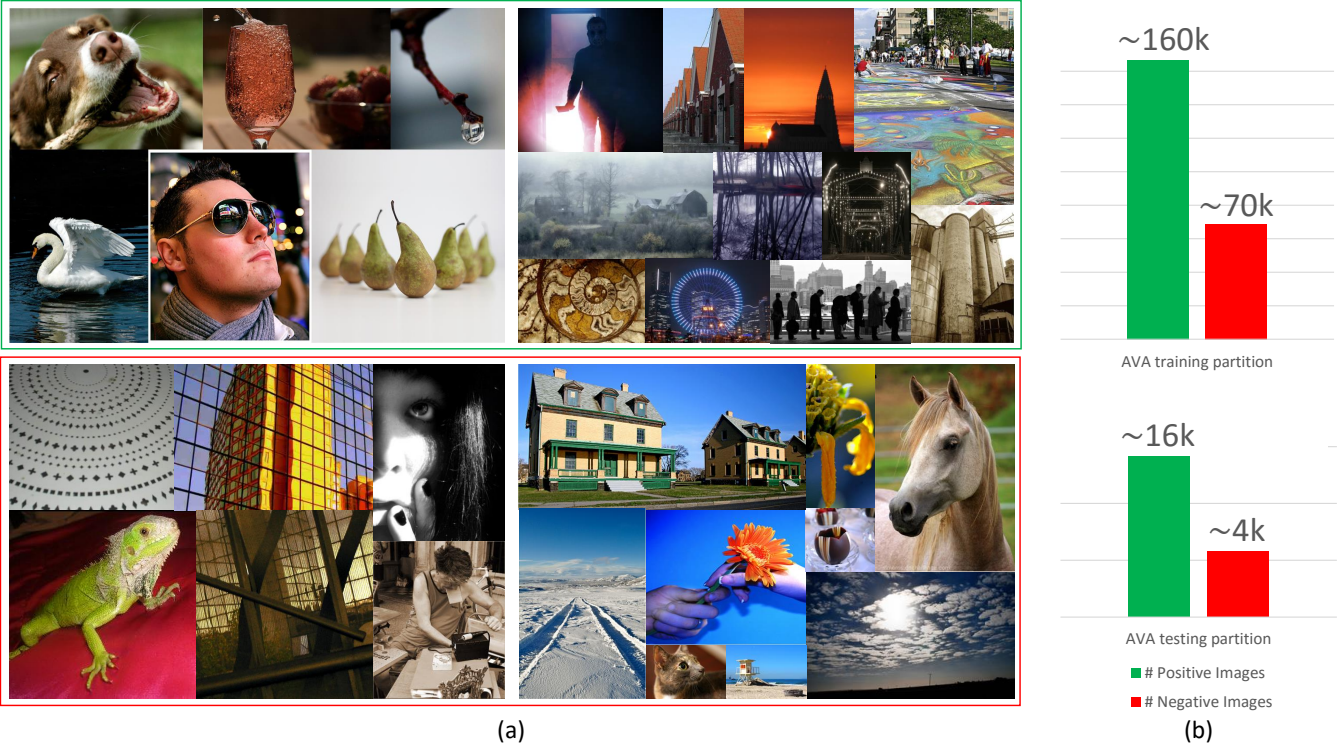 ~160k
~70k
AVA training partition
~16k
~4k
AVA testing partition
# Positive Images
# Negative Images
(a)
(b)